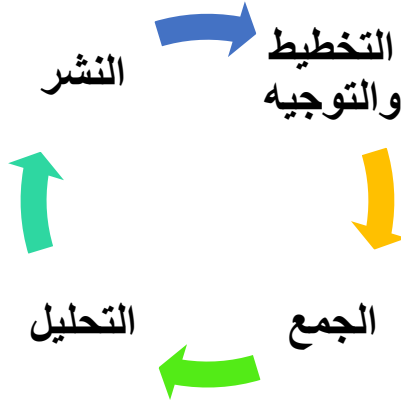 التخطيط
والتوجيه
الجمع
التحليل
النشر